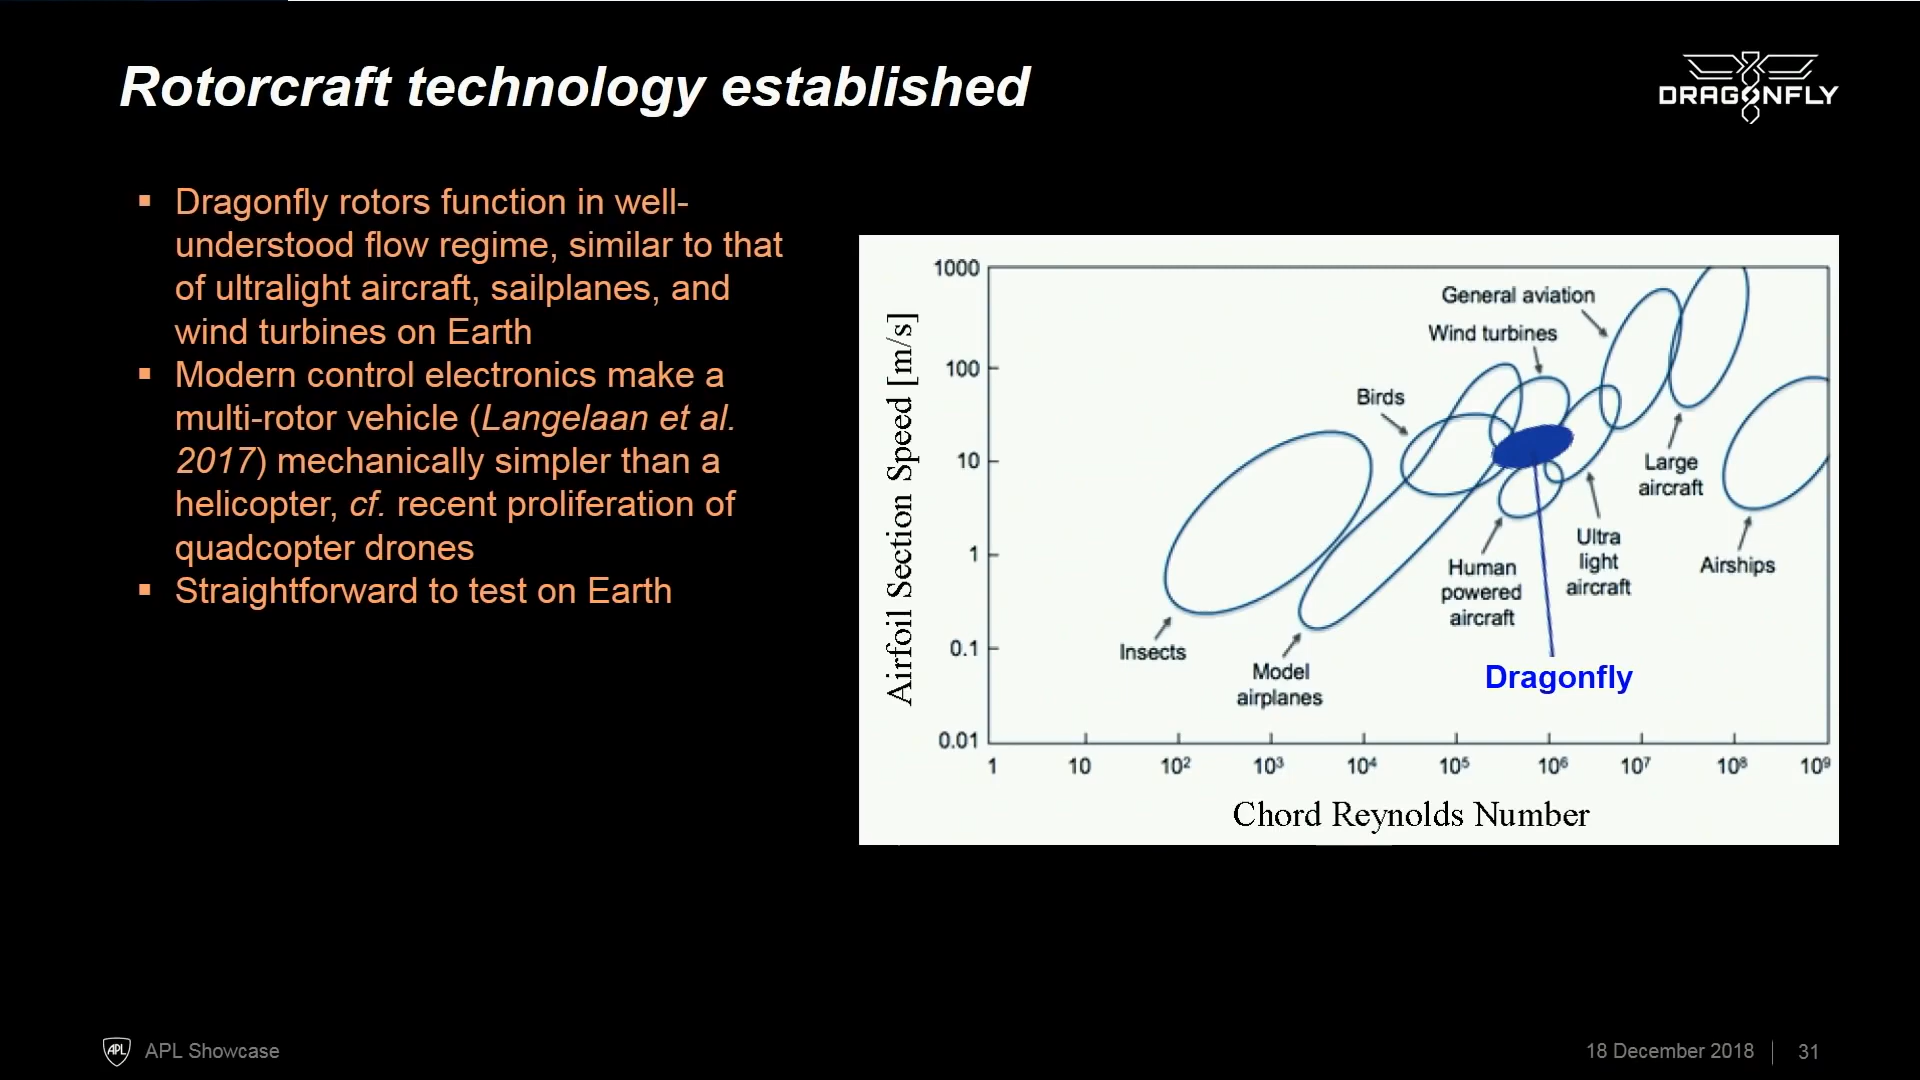 Rotorcraft technology established
DRAGONFLY
▪ Dragonfly rotors function in well-
understood flow regime, similar to that
of ultralight aircraft, sailplanes, and
wind turbines on Earth
▪ Modern control electronics make a
multi-rotor vehicle (Langelaan et al.
2017) mechanically simpler than a
helicopter, cf. recent proliferation of
quadcopter drones
▪ Straightforward to test on Earth
Airfoil Section Speed [m/s]
1000
100
10
1
0.1
0.01
General aviation
Wind turbines
Birds
Large
aircraft
Ultra
light
aircraft
Airships
Human
powered
aircraft
Insects
Model
airplanes
Dragonfly
1 10 10² 10³ 10⁴ 10⁵ 10⁶ 10⁷ 10⁸ 10⁹
Chord Reynolds Number
APL APL Showcase
18 December 2018 | 31